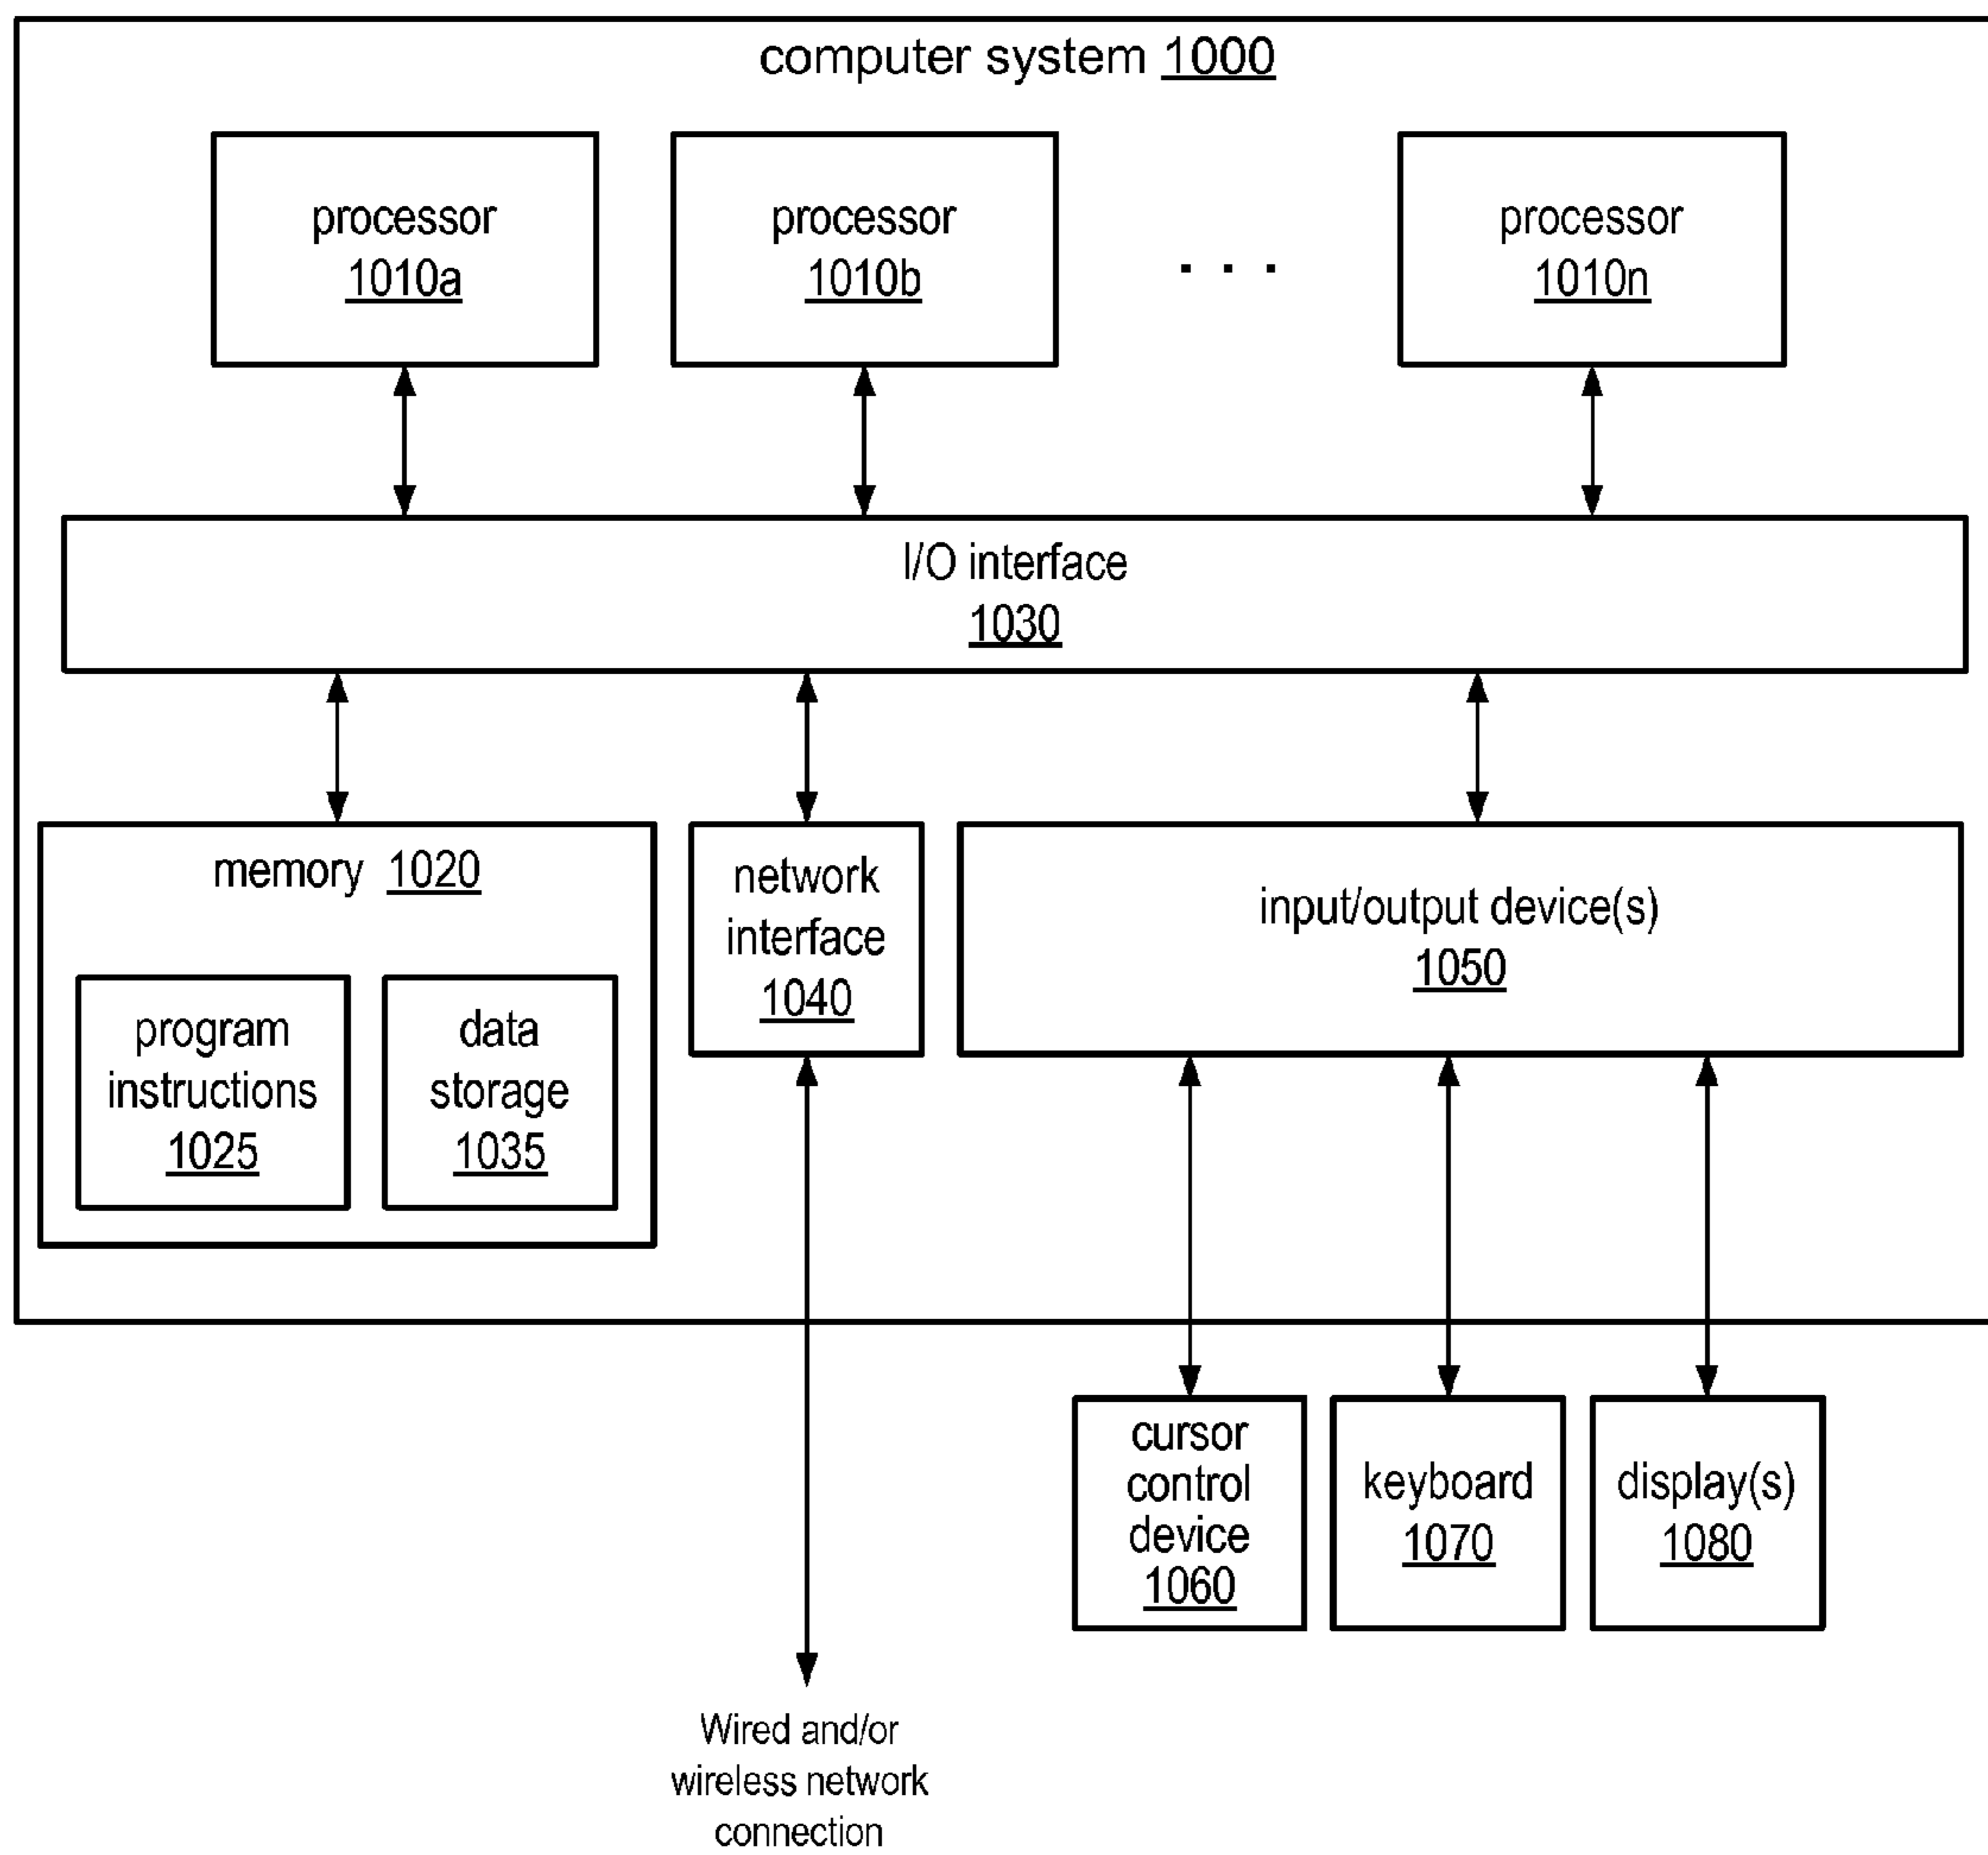 computer system 1000
processor
1010a
processor
1010b
. . .
processor
1010n
I/O interface
1030
memory 1020
program
instructions
1025
data
storage
1035
network
interface
1040
input/output device(s)
1050
cursor
control
device
1060
keyboard
1070
display(s)
1080
Wired and/or
wireless network
connection